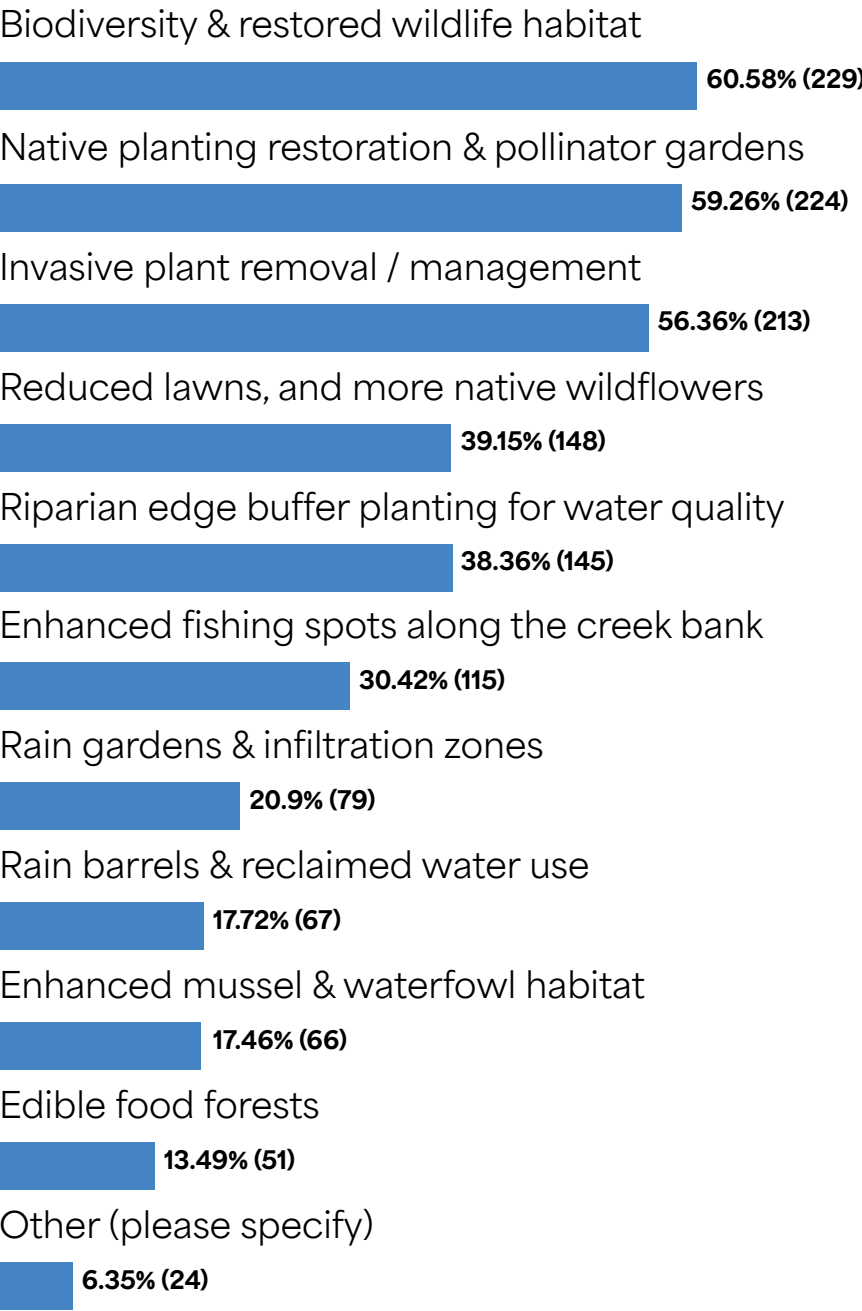 Biodiversity & restored wildlife habitat
60.58% (229)
Native planting restoration & pollinator gardens
59.26% (224)
Invasive plant removal / management
56.36% (213)
Reduced lawns, and more native wildflowers
39.15% (148)
Riparian edge buffer planting for water quality
38.36% (145)
Enhanced fishing spots along the creek bank
30.42% (115)
Rain gardens & infiltration zones
20.9% (79)
Rain barrels & reclaimed water use
17.72% (67)
Enhanced mussel & waterfowl habitat
17.46% (66)
Edible food forests
13.49% (51)
Other (please specify)
6.35% (24)